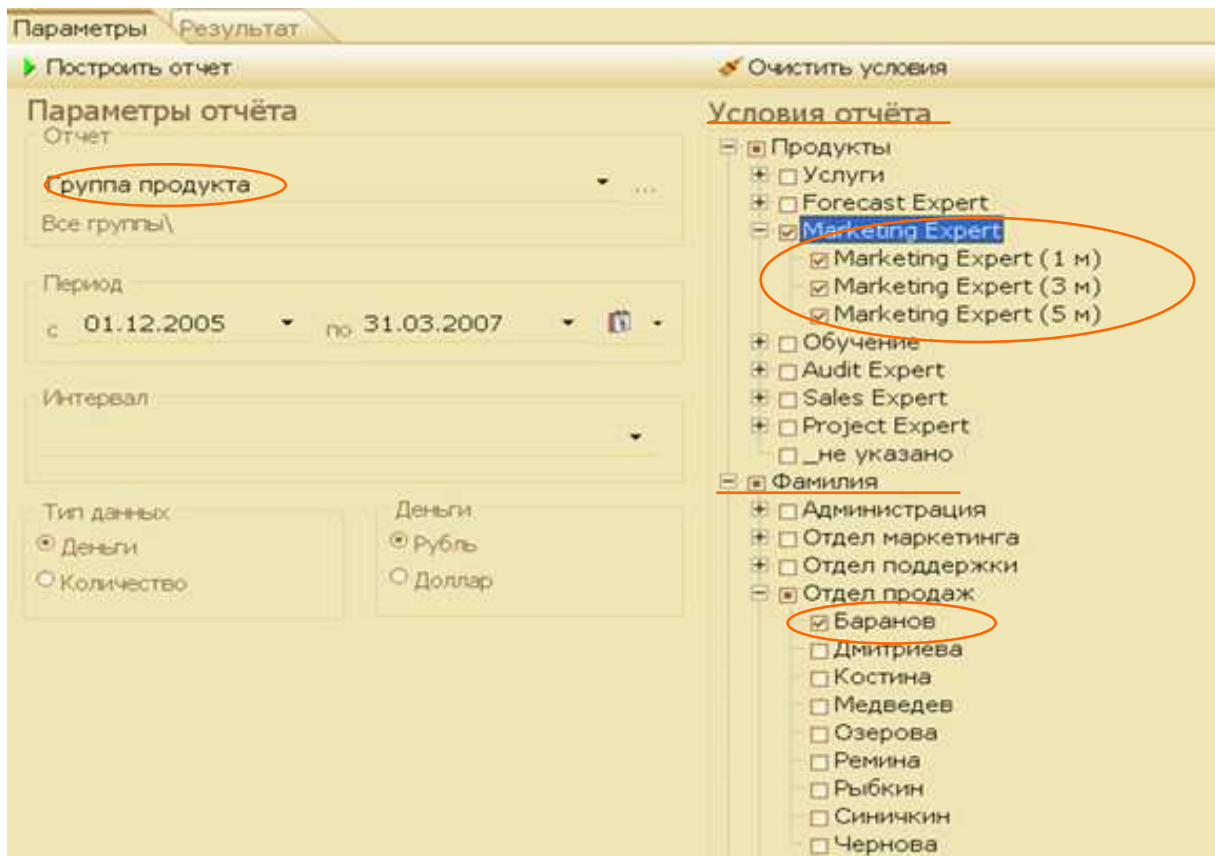 Параметры Результат
Построить отчет
Очистить условия
Параметры отчёта
Отчет
Группа продукта
...
Все группы\
Период
с 01.12.2005 по 31.03.2007
Интервал
Тип данных
Деньги
Количество
Деньги
Рубль
Доллар
Условия отчёта
Продукты
Услуги
Forecast Expert
Marketing Expert
Marketing Expert (1 м)
Marketing Expert (3 м)
Marketing Expert (5 м)
Обучение
Audit Expert
Sales Expert
Project Expert
_не указано
Фамилия
Администрация
Отдел маркетинга
Отдел поддержки
Отдел продаж
Баранов
Дмитриева
Костина
Медведев
Озерова
Ремина
Рыбкин
Синичкин
Чернова